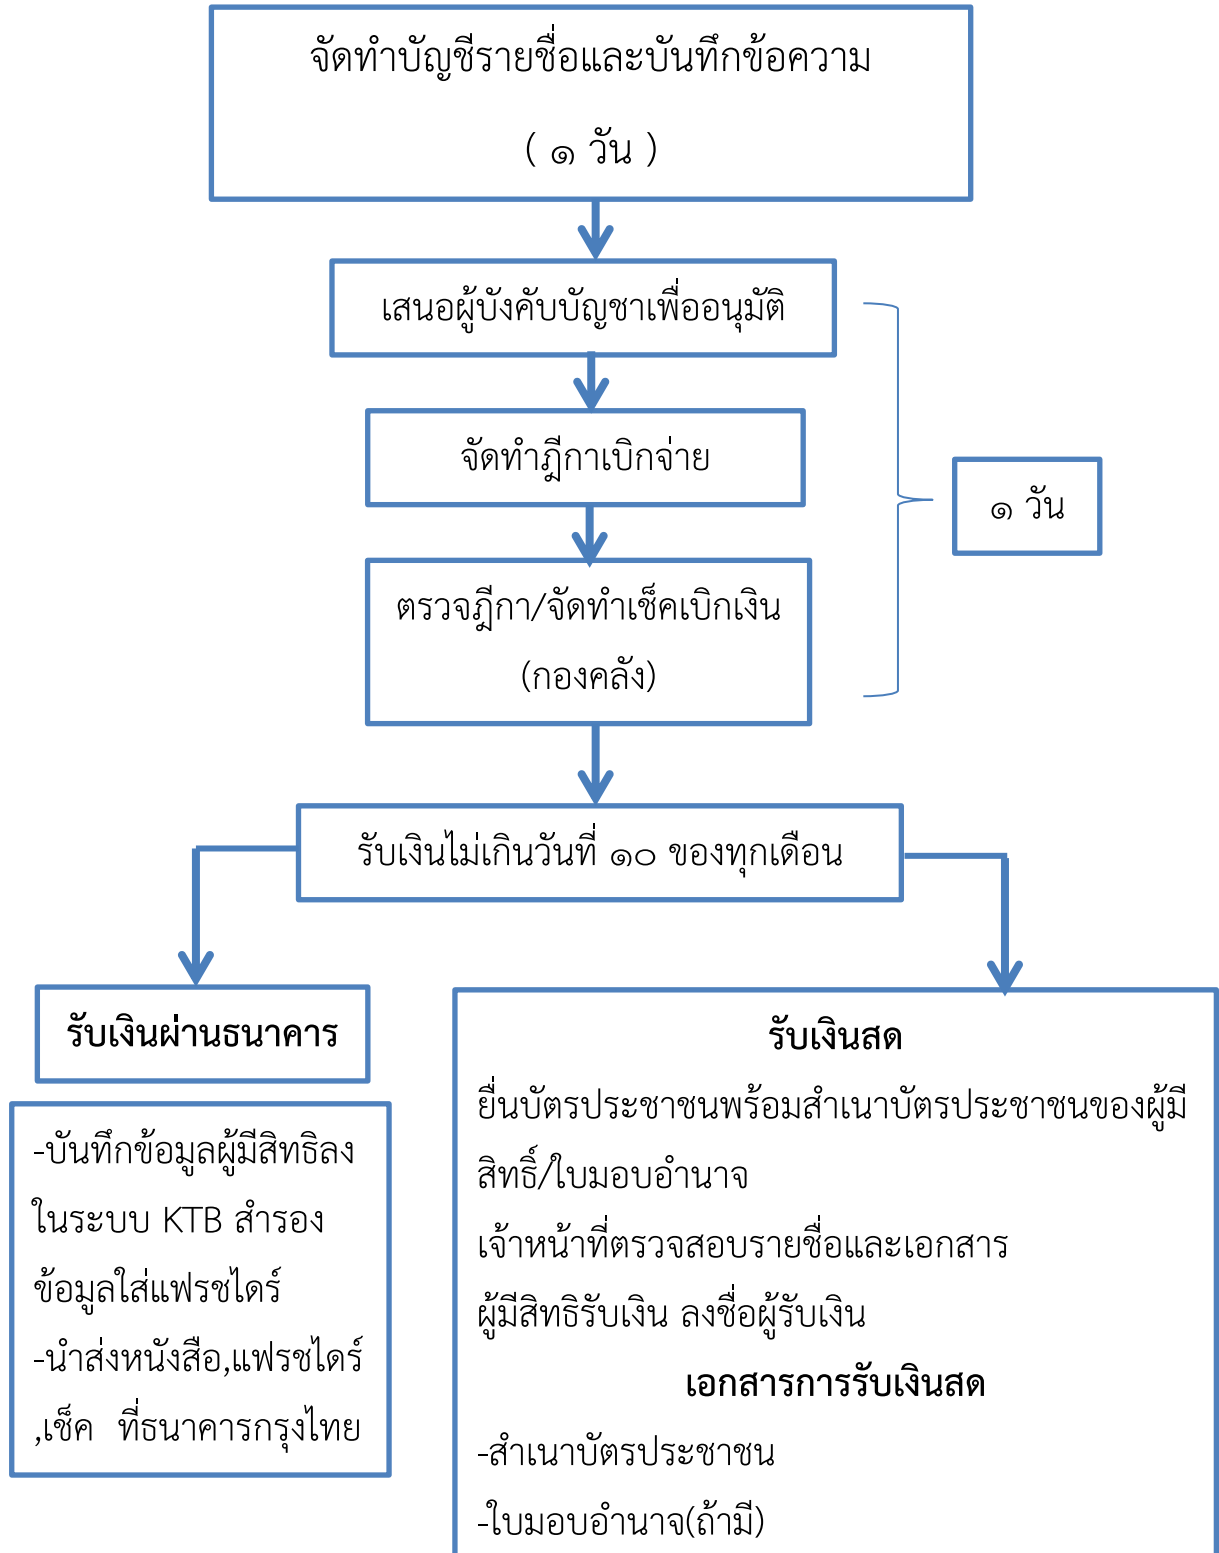 จัดทำบัญชีรายชื่อและบันทึกข้อความ
( ๑ วัน )
เสนอผู้บังคับบัญชาเพื่ออนุมัติ
จัดทำฎีกาเบิกจ่าย
๑ วัน
ตรวจฎีกา/จัดทำเช็คเบิกเงิน
(กองคลัง)
รับเงินไม่เกินวันที่ ๑๐ ของทุกเดือน
รับเงินผ่านธนาคาร
-บันทึกข้อมูลผู้มีสิทธิลง
ในระบบ KTB สำรอง
ข้อมูลใส่แฟรชไดร์
-นำส่งหนังสือ,แฟรชไดร์
,เช็ค ที่ธนาคารกรุงไทย
รับเงินสด
ยื่นบัตรประชาชนพร้อมสำเนาบัตรประชาชนของผู้มี
สิทธิ์/ใบมอบอำนาจ
เจ้าหน้าที่ตรวจสอบรายชื่อและเอกสาร
ผู้มีสิทธิรับเงิน ลงชื่อผู้รับเงิน
เอกสารการรับเงินสด
-สำเนาบัตรประชาชน
-ใบมอบอำนาจ(ถ้ามี)